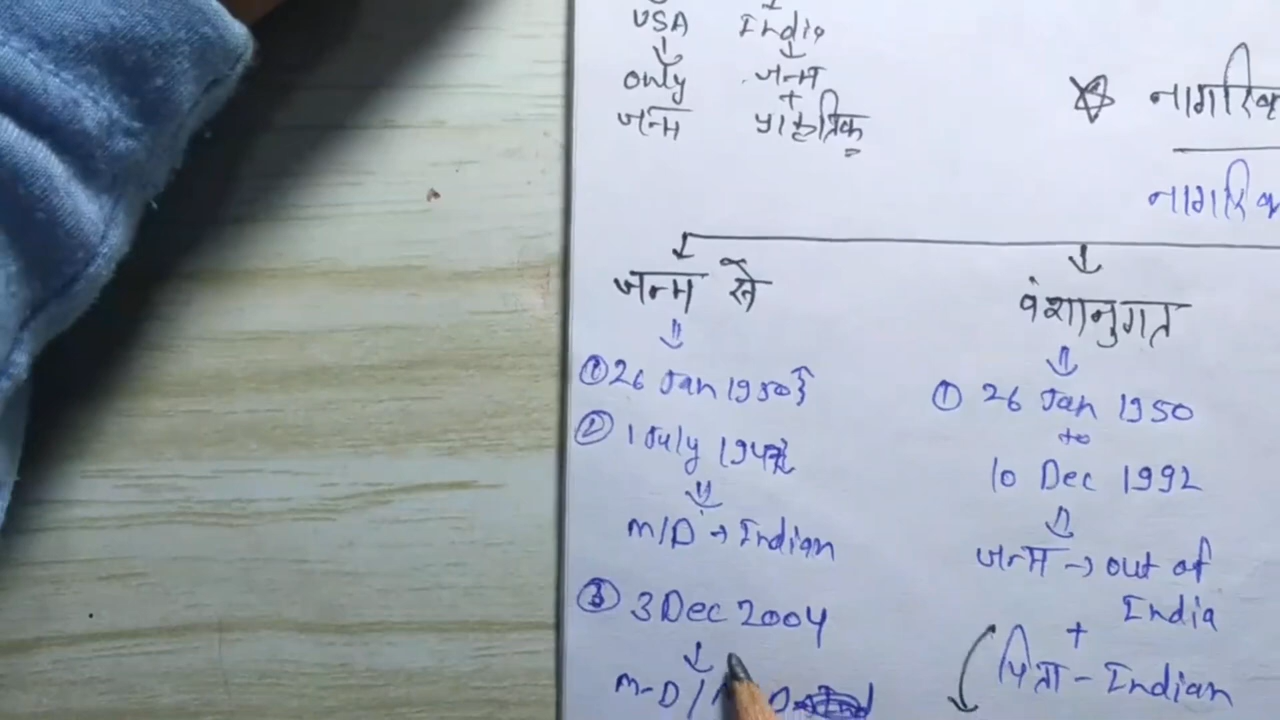 USA India
only जन्म
+
जन्म प्राकृतिक
नागरिक
नागरिक
जन्म से वंशानुगत
① 26 Jan 1950
② 1 July
M/D → Indian
③ 3 Dec 2004
M-D/
① 26 Jan 1950
to
10 Dec 1992
जन्म → out of
India
+
पिता - Indian